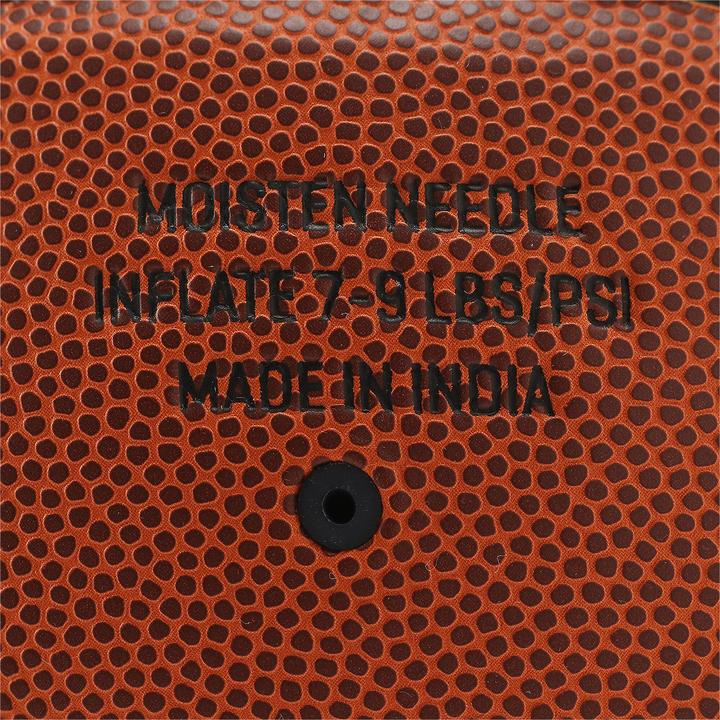 MOISTEN NEEDLE
INFLATE 7-9 LBS/PSI
MADE IN INDIA